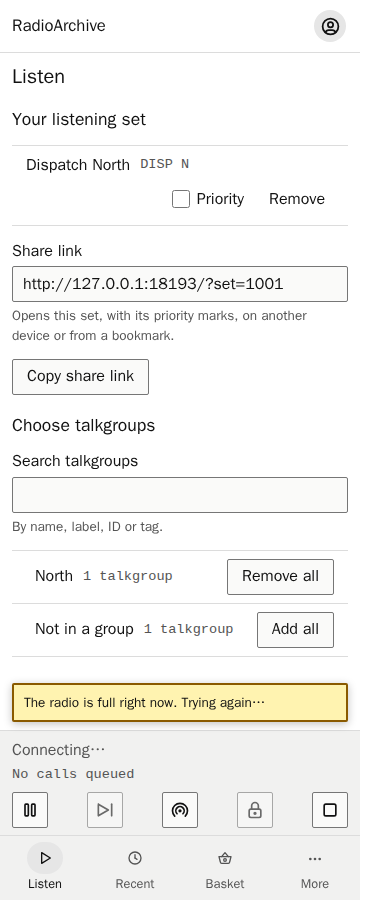 RadioArchive
Listen
Your listening set
Dispatch North DISP N
Priority Remove
Share link
http://127.0.0.1:18193/?set=1001
Opens this set, with its priority marks, on another
device or from a bookmark.
Copy share link
Choose talkgroups
Search talkgroups
By name, label, ID or tag.
North 1 talkgroup Remove all
Not in a group 1 talkgroup Add all
The radio is full right now. Trying again…
Connecting…
No calls queued
Listen Recent Basket More